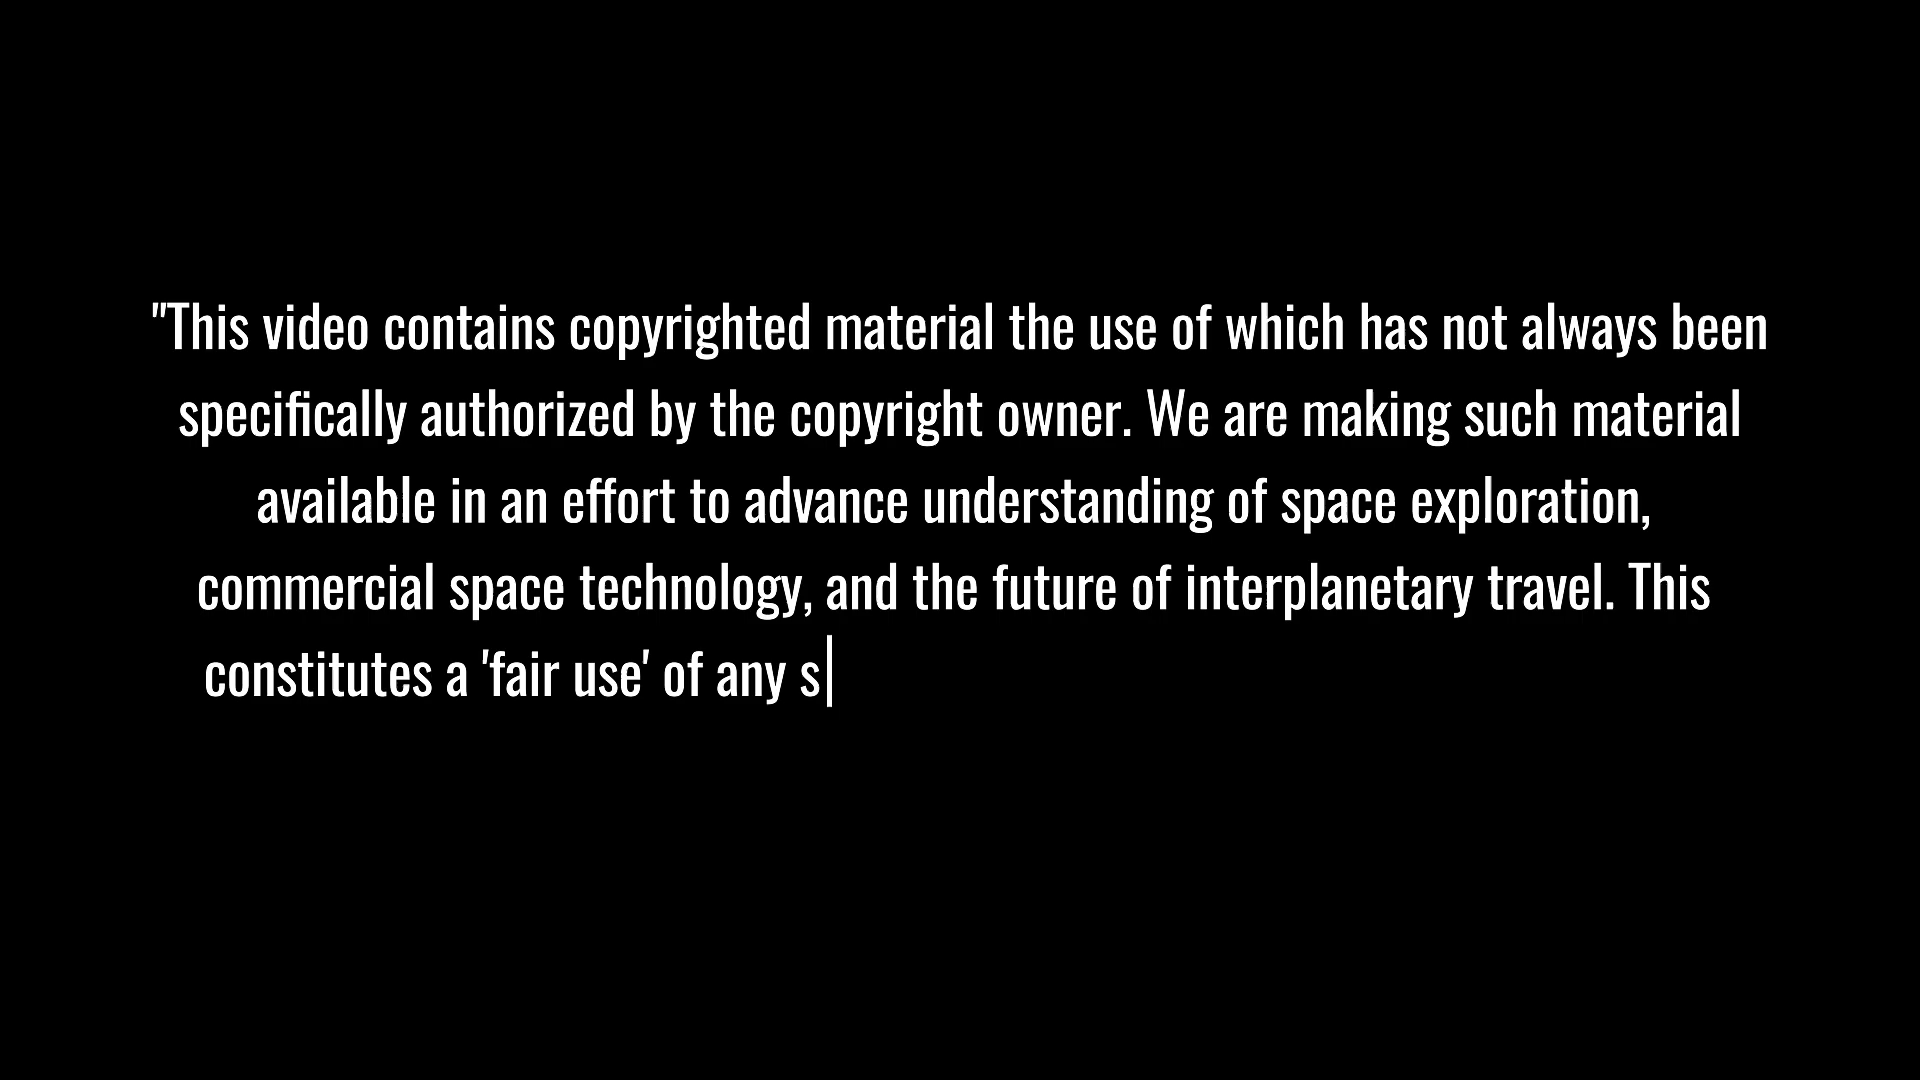 "This video contains copyrighted material the use of which has not always been
specifically authorized by the copyright owner. We are making such material
available in an effort to advance understanding of space exploration,
commercial space technology, and the future of interplanetary travel. This
constitutes a 'fair use' of any s